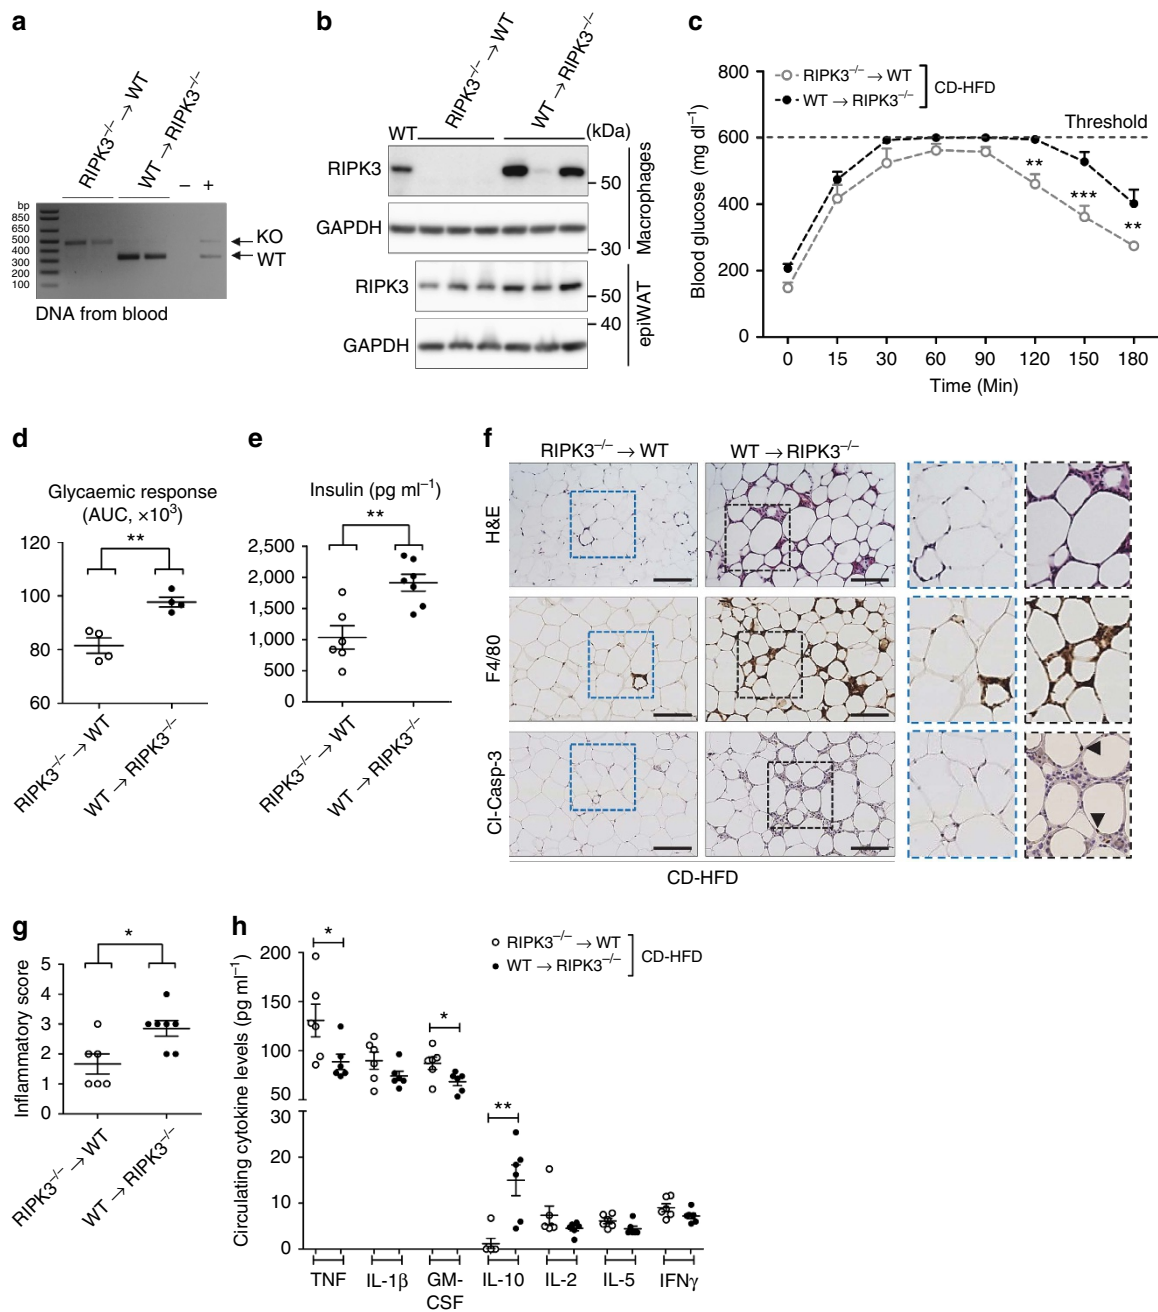 a
RIPK3–/– → WT
WT → RIPK3–/–
–
+
bp
850
650
500
400
300
200
100
KO
WT
DNA from blood
b
WT
RIPK3–/– → WT
WT → RIPK3–/–
(kDa)
RIPK3
50
GAPDH
30
Macrophages
RIPK3
50
40
GAPDH
epiWAT
c
Blood glucose (mg dl–1)
800
600
400
200
0
RIPK3–/– → WT
WT → RIPK3–/–
CD-HFD
Threshold
**
***
**
0 15 30 60 90 120 150 180
Time (Min)
d
Glycaemic response
(AUC, ×103)
120
100
80
60
**
RIPK3–/– → WT
WT → RIPK3–/–
e
Insulin (pg ml–1)
**
2,500
2,000
1,500
1,000
500
0
RIPK3–/– → WT
WT → RIPK3–/–
f
RIPK3–/– → WT
WT → RIPK3–/–
H&E
F4/80
Cl-Casp-3
CD-HFD
g
Inflammatory score
*
5
4
3
2
1
0
RIPK3–/– → WT
WT → RIPK3–/–
h
Circulating cytokine levels (pg ml–1)
200
150
100
50
30
20
10
0
RIPK3–/– → WT
WT → RIPK3–/–
CD-HFD
*
*
**
TNF IL-1β GM- IL-10 IL-2 IL-5 IFNγ
CSF